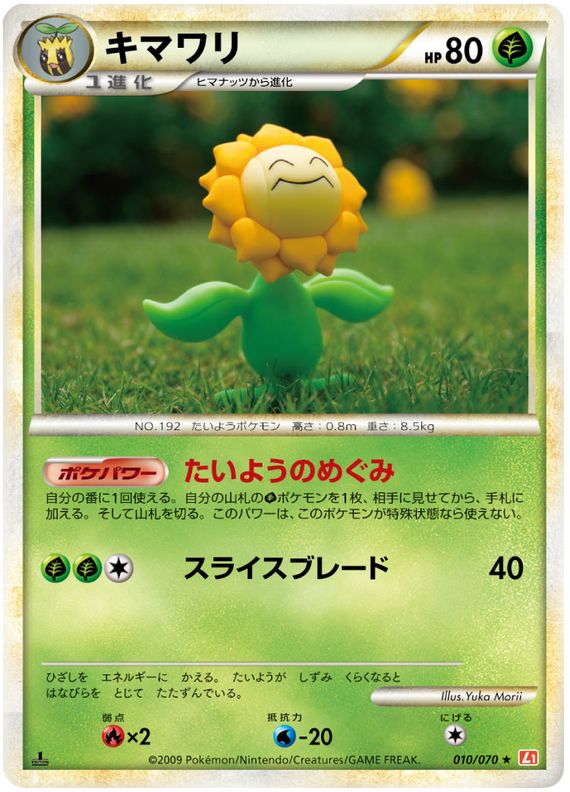 キマワリ
HP 80
1進化
ヒマナッツから進化
NO.192 たいようポケモン 高さ：0.8m 重さ：8.5kg
ポケパワー たいようのめぐみ
自分の番に1回使える。自分の山札のポケモンを1枚、相手に見せてから、手札に
加える。そして山札を切る。このパワーは、このポケモンが特殊状態なら使えない。
スライスブレード 40
ひざしを エネルギーに かえる。たいようが しずみ くらくなると
はなびらを とじて たたずんでいる。
Illus. Yuka Morii
弱点 抵抗力 にげる
×2 -20
1 EDITION ©2009 Pokémon/Nintendo/Creatures/GAME FREAK. 010/070 ★ L1